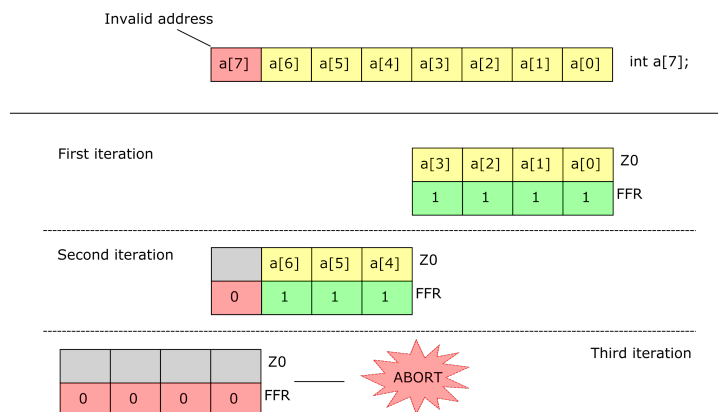 Invalid address
a[7] a[6] a[5] a[4] a[3] a[2] a[1] a[0] int a[7];
First iteration
a[3] a[2] a[1] a[0] Z0
1 1 1 1 FFR
Second iteration
a[6] a[5] a[4] Z0
0 1 1 1 FFR
Third iteration
Z0
ABORT
0 0 0 0 FFR